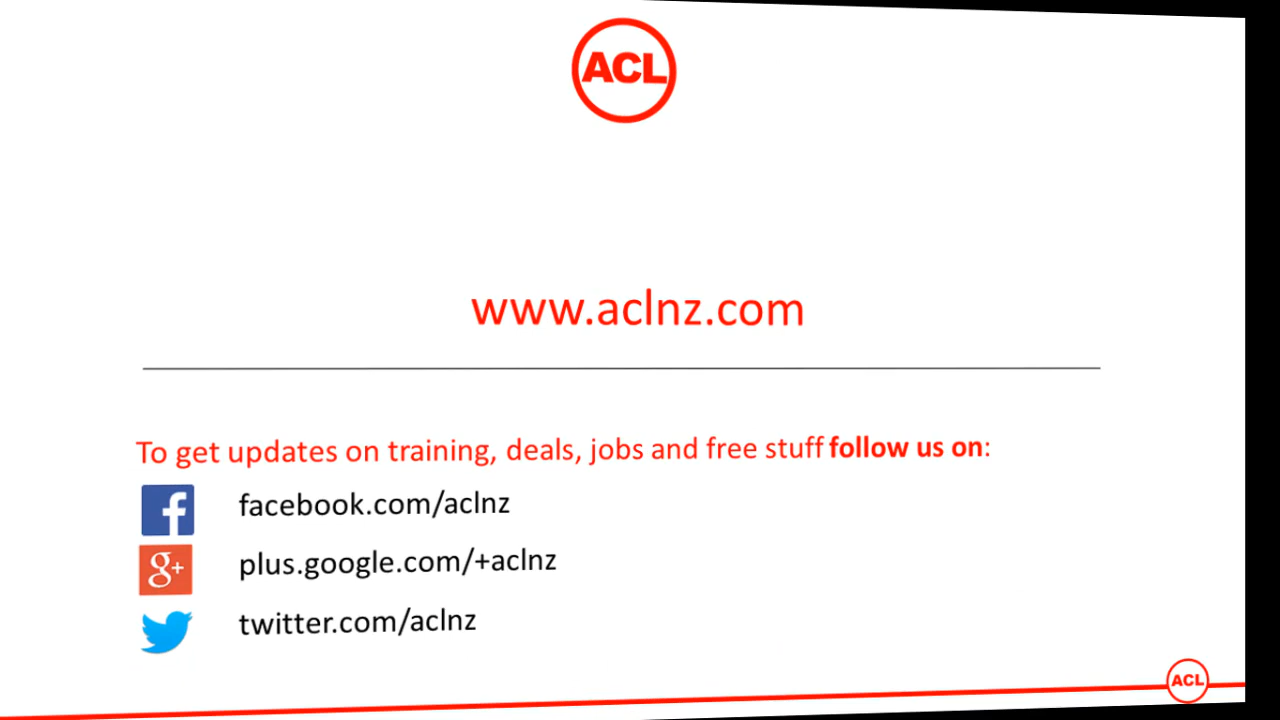 ACL
www.aclnz.com
To get updates on training, deals, jobs and free stuff follow us on:
facebook.com/aclnz
g+ plus.google.com/+aclnz
twitter.com/aclnz
ACL